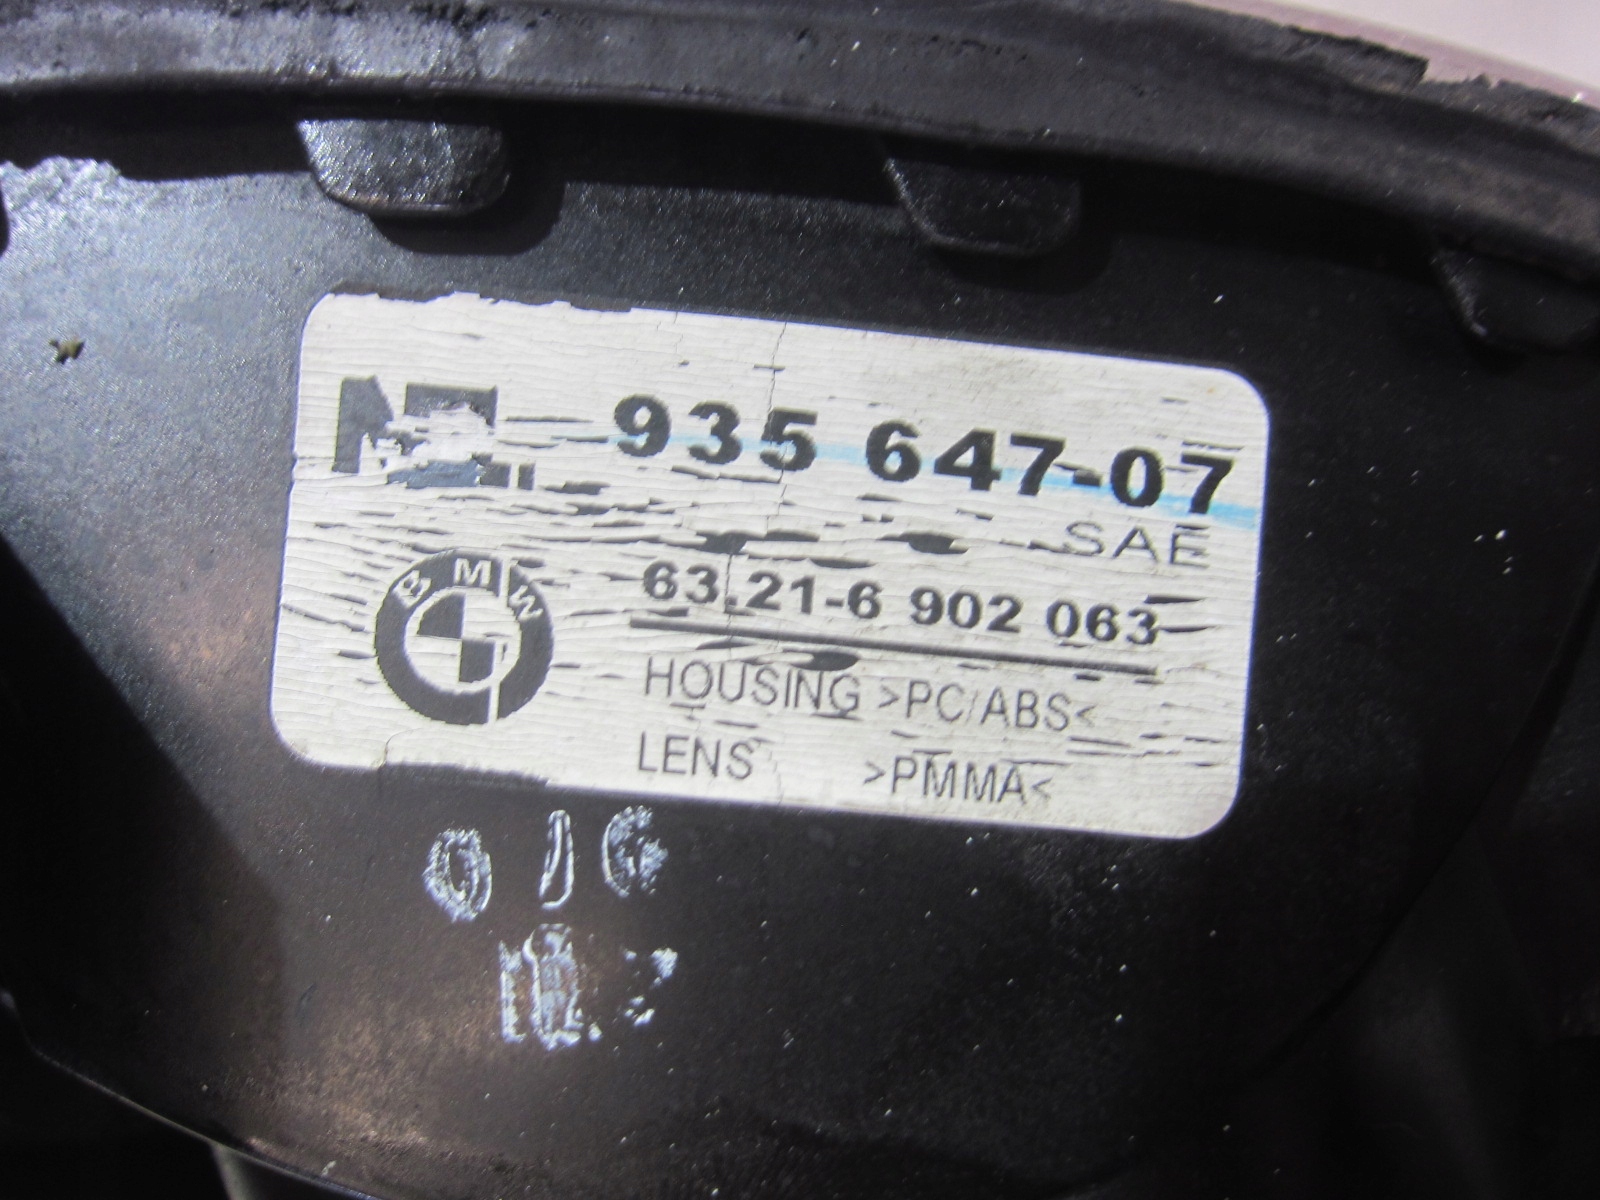 935 647-07
SAE
BMW
63.21-6 902 063
HOUSING >PC/ABS<
LENS >PMMA<